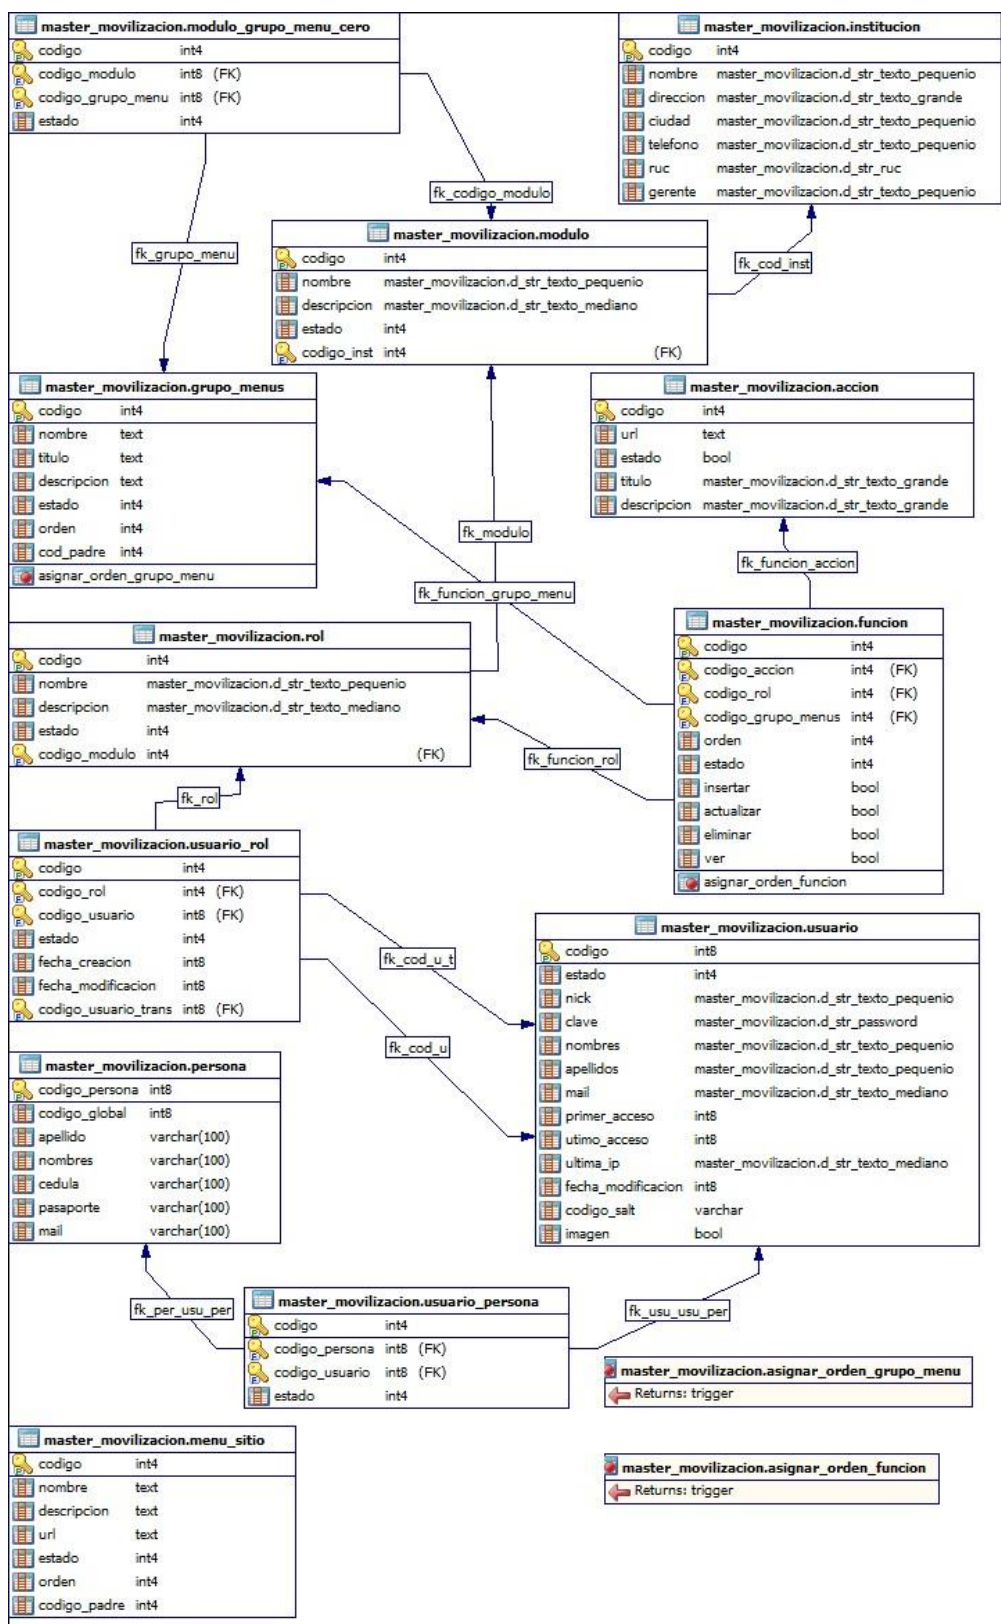 master_movilizacion.modulo_grupo_menu_cero
codigo int4
codigo_modulo int8 (FK)
codigo_grupo_menu int8 (FK)
estado int4
master_movilizacion.institucion
codigo int4
nombre master_movilizacion.d_str_texto_pequenio
direccion master_movilizacion.d_str_texto_grande
ciudad master_movilizacion.d_str_texto_pequenio
telefono master_movilizacion.d_str_texto_pequenio
ruc master_movilizacion.d_str_ruc
gerente master_movilizacion.d_str_texto_pequenio
fk_codigo_modulo
fk_grupo_menu
fk_cod_inst
master_movilizacion.modulo
codigo int4
nombre master_movilizacion.d_str_texto_pequenio
descripcion master_movilizacion.d_str_texto_mediano
estado int4
codigo_inst int4 (FK)
master_movilizacion.grupo_menus
codigo int4
nombre text
titulo text
descripcion text
estado int4
orden int4
cod_padre int4
asignar_orden_grupo_menu
master_movilizacion.accion
codigo int4
url text
estado bool
titulo master_movilizacion.d_str_texto_grande
descripcion master_movilizacion.d_str_texto_grande
fk_modulo
fk_funcion_accion
fk_funcion_grupo_menu
master_movilizacion.rol
codigo int4
nombre master_movilizacion.d_str_texto_pequenio
descripcion master_movilizacion.d_str_texto_mediano
estado int4
codigo_modulo int4 (FK)
master_movilizacion.funcion
codigo int4
codigo_accion int4 (FK)
codigo_rol int4 (FK)
codigo_grupo_menus int4 (FK)
orden int4
estado int4
insertar bool
actualizar bool
eliminar bool
ver bool
asignar_orden_funcion
fk_funcion_rol
fk_rol
master_movilizacion.usuario_rol
codigo int4
codigo_rol int4 (FK)
codigo_usuario int8 (FK)
estado int4
fecha_creacion int8
fecha_modificacion int8
codigo_usuario_trans int8 (FK)
fk_cod_u_t
fk_cod_u
master_movilizacion.usuario
codigo int8
estado int4
nick master_movilizacion.d_str_texto_pequenio
clave master_movilizacion.d_str_password
nombres master_movilizacion.d_str_texto_pequenio
apellidos master_movilizacion.d_str_texto_pequenio
mail master_movilizacion.d_str_texto_mediano
primer_acceso int8
utimo_acceso int8
ultima_ip master_movilizacion.d_str_texto_mediano
fecha_modificacion int8
codigo_salt varchar
imagen bool
master_movilizacion.persona
codigo_persona int8
codigo_global int8
apellido varchar(100)
nombres varchar(100)
cedula varchar(100)
pasaporte varchar(100)
mail varchar(100)
fk_per_usu_per
fk_usu_usu_per
master_movilizacion.usuario_persona
codigo int4
codigo_persona int8 (FK)
codigo_usuario int8 (FK)
estado int4
master_movilizacion.asignar_orden_grupo_menu
Returns: trigger
master_movilizacion.menu_sitio
codigo int4
nombre text
descripcion text
url text
estado int4
orden int4
codigo_padre int4
master_movilizacion.asignar_orden_funcion
Returns: trigger